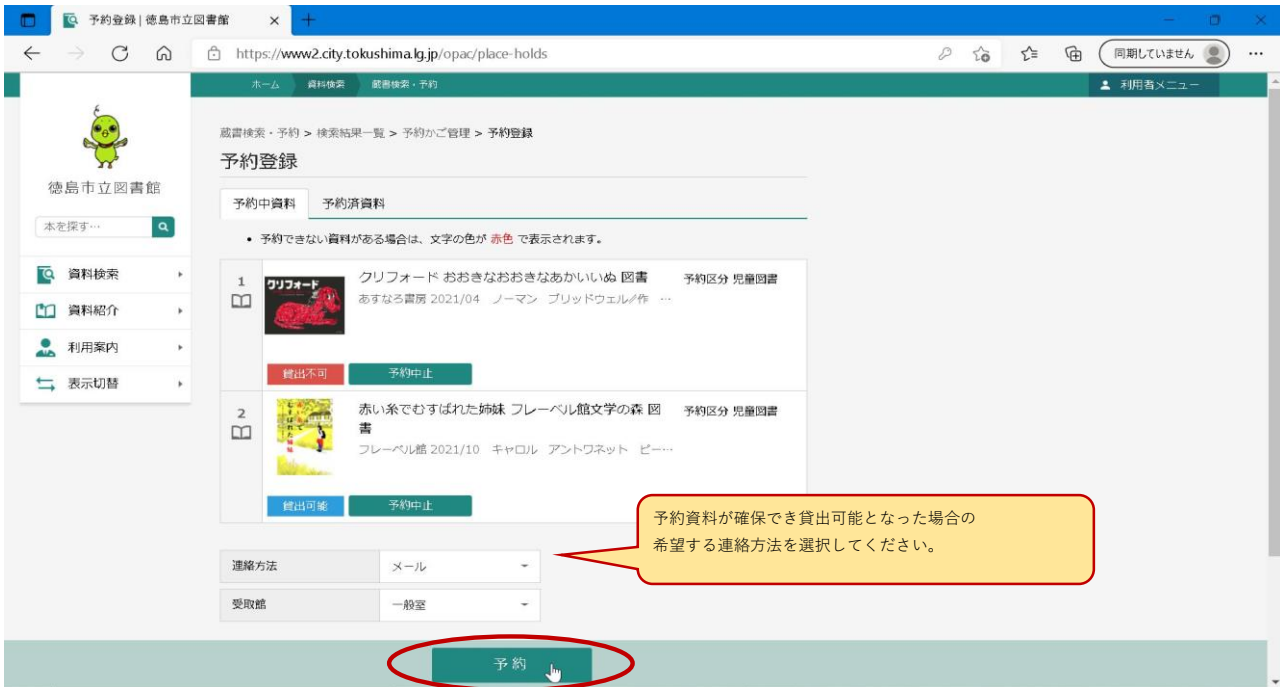 予約登録 | 徳島市立図書館
https://www2.city.tokushima.lg.jp/opac/place-holds
同期していません
ホーム 資料検索 蔵書検索・予約
利用者メニュー
徳島市立図書館
本を探す…
資料検索
資料紹介
利用案内
表示切替
蔵書検索・予約 > 検索結果一覧 > 予約かご管理 > 予約登録
予約登録
予約中資料 予約済資料
• 予約できない資料がある場合は、文字の色が 赤色 で表示されます。
1
クリフォード
クリフォード おおきなおおきなあかいいぬ 図書
予約区分 児童図書
あすなろ書房 2021/04 ノーマン ブリッドウェル/作 …
貸出不可 予約中止
2
赤い糸でむすばれた姉妹 フレーベル館文学の森 図
書
予約区分 児童図書
フレーベル館 2021/10 キャロル アントワネット ピー…
貸出可能 予約中止
予約資料が確保でき貸出可能となった場合の
希望する連絡方法を選択してください。
連絡方法 メール
受取館 一般室
予約